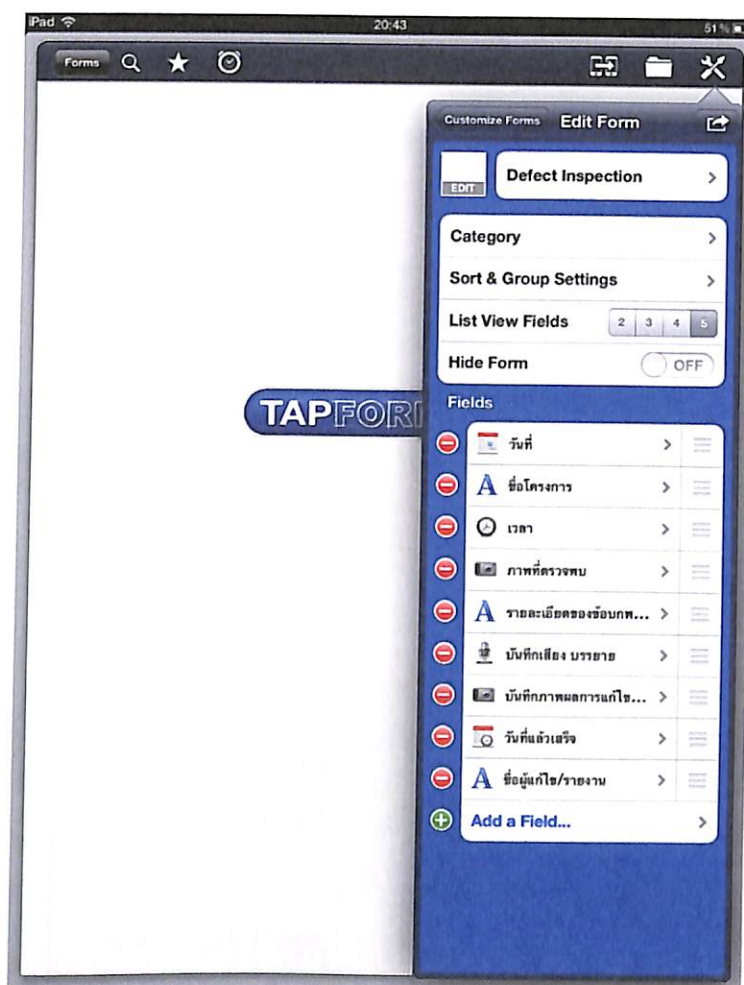 iPad 20:43 51%
Forms
Customize Forms Edit Form
EDIT Defect Inspection
Category
Sort & Group Settings
List View Fields 2 3 4 5
Hide Form OFF
TAPFORM
Fields
วันที่
ชื่อโครงการ
เวลา
ภาพที่ตรวจพบ
รายละเอียดของข้อบกพ...
บันทึกเสียง บรรยาย
บันทึกภาพผลการแก้ไข...
วันที่แล้วเสร็จ
ชื่อผู้แก้ไข/รายงาน
Add a Field...